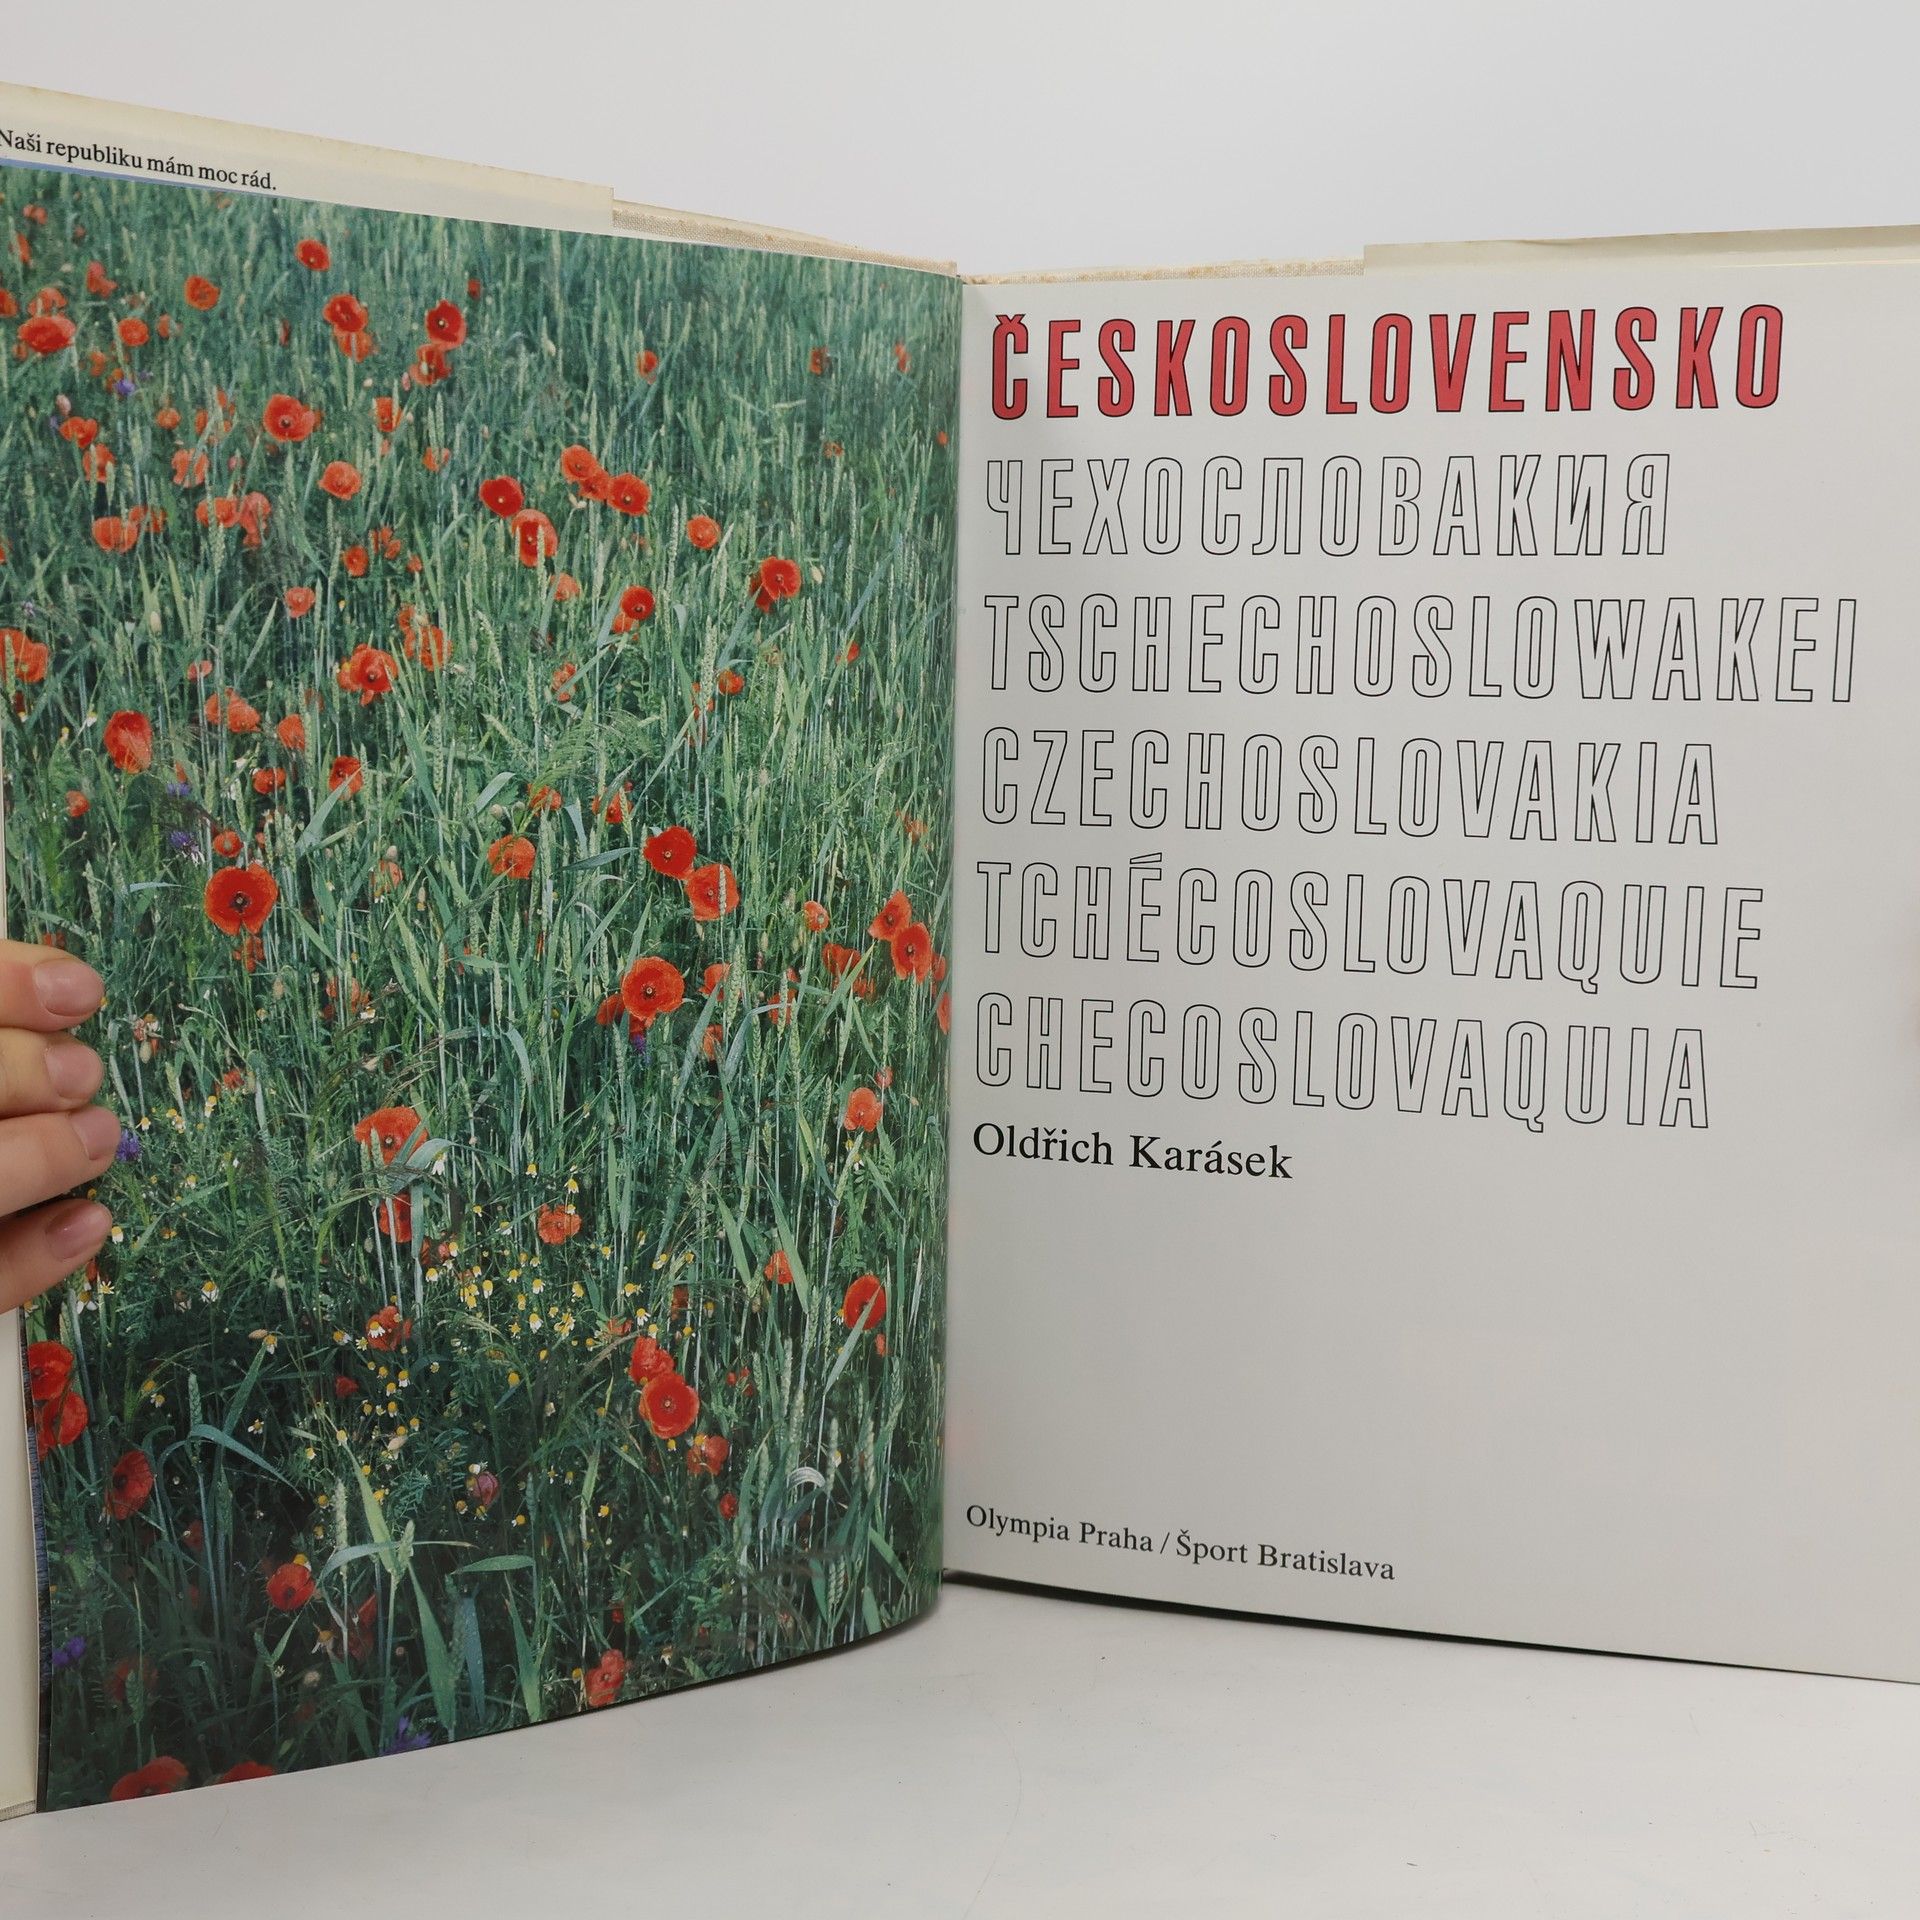 Naši republiku mám moc rád.
ČESKOSLOVENSKO
ЧЕХОСЛОВАКИЯ
TSCHECHOSLOWAKEI
CZECHOSLOVAKIA
TCHÉCOSLOVAQUIE
CHECOSLOVAQUIA
Oldřich Karásek
Olympia Praha / Šport Bratislava